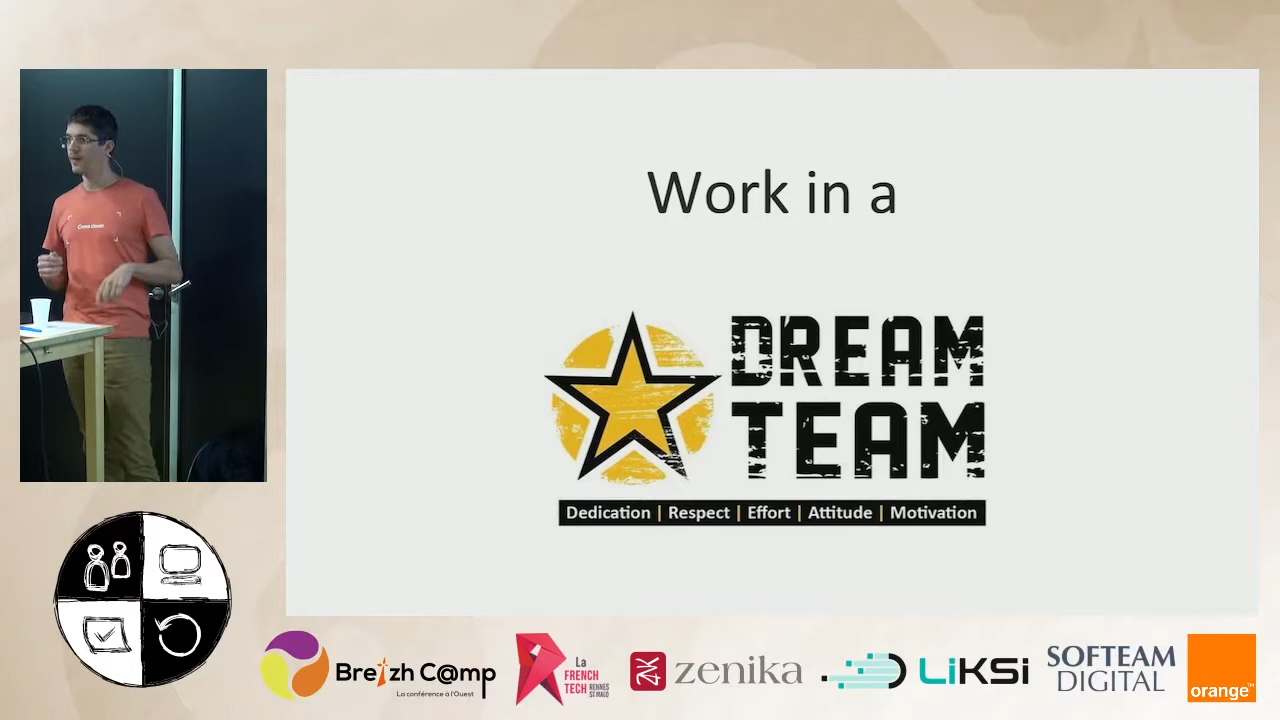 Work in a
DREAM
TEAM
Dedication | Respect | Effort | Attitude | Motivation
Breizh C@mp
La conférence à l'Ouest
La
FRENCH
TECH RENNES
ST MALO
zenika
LiKSi
SOFTEAM
DIGITAL
orange™